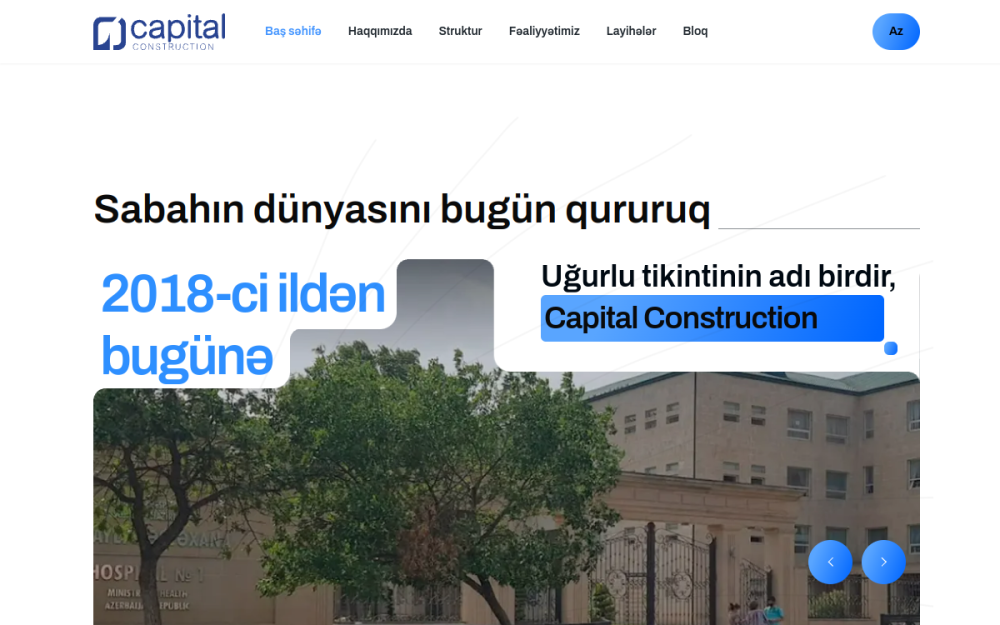 capital
CONSTRUCTION
Baş səhifə Haqqımızda Struktur Fəaliyyətimiz Layihələr Bloq Az
Sabahın dünyasını bugün qururuq
2018-ci ildən
bugünə
Uğurlu tikintinin adı birdir,
Capital Construction
№ 1